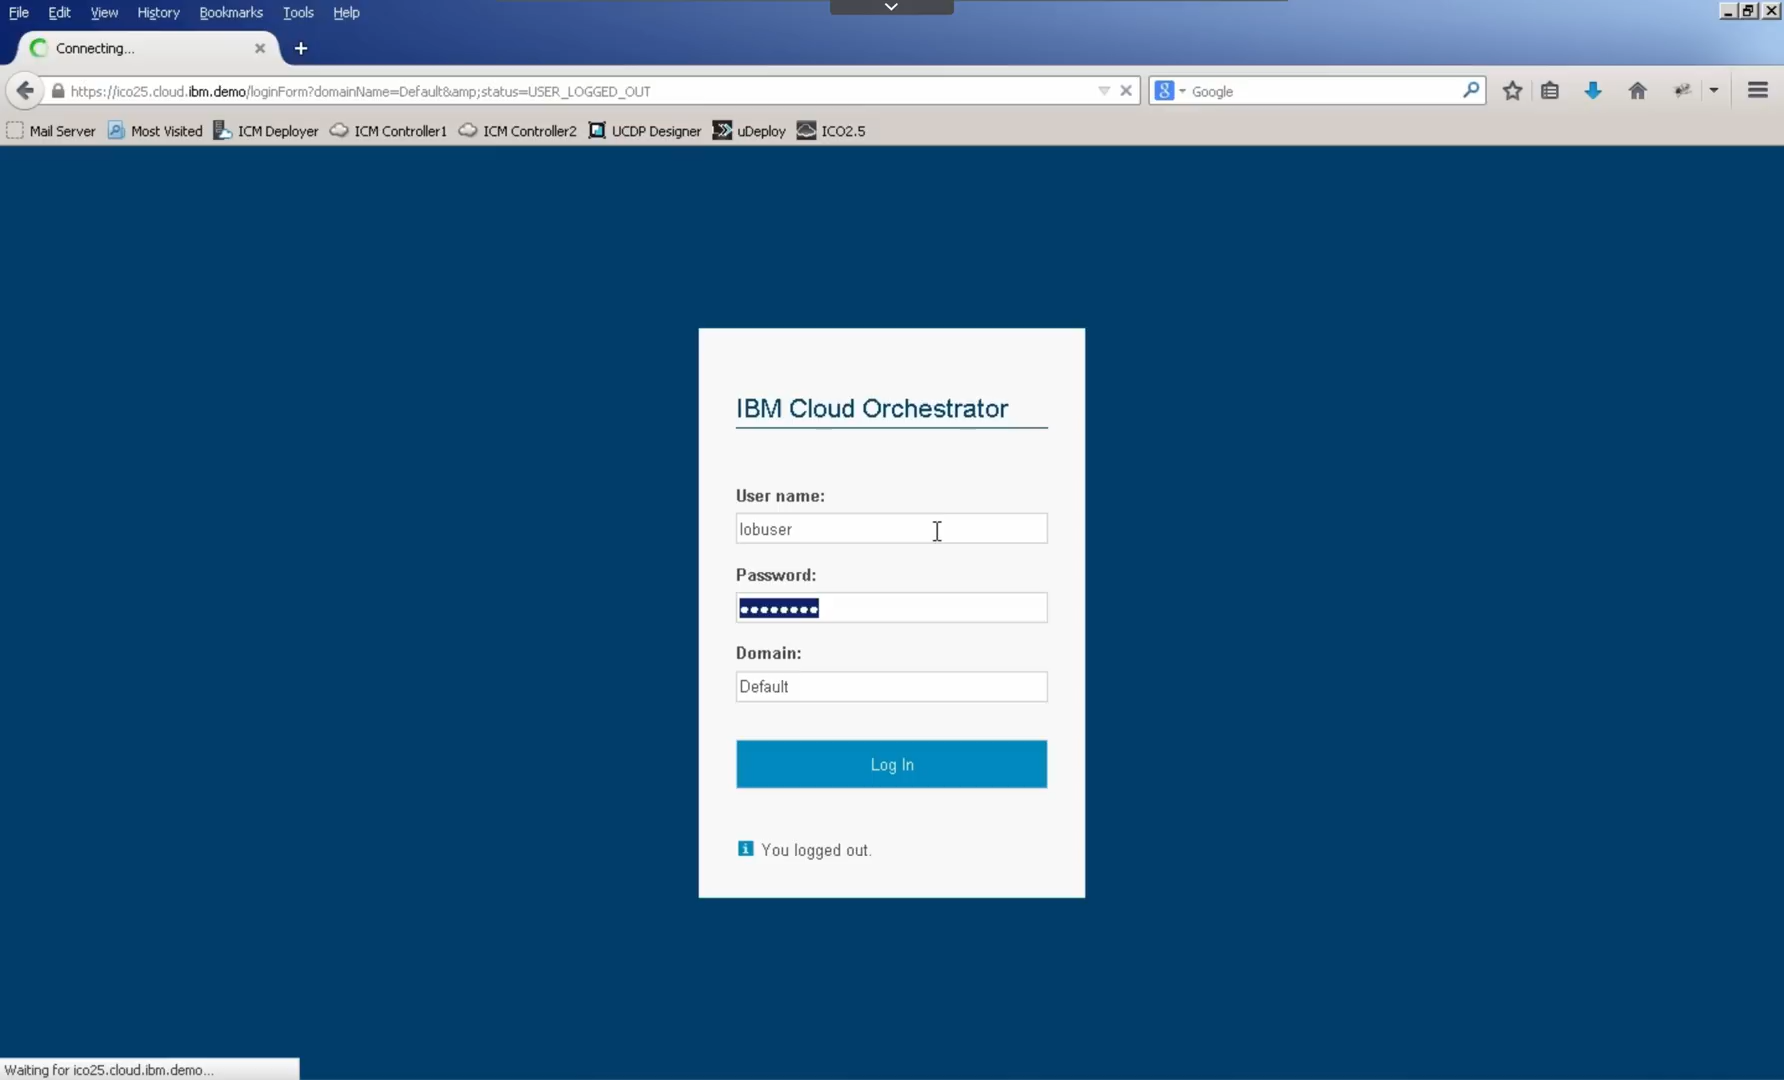 File Edit View History Bookmarks Tools Help
Connecting...
https://ico25.cloud.ibm.demo/loginForm?domainName=Default&amp;status=USER_LOGGED_OUT
Google
Mail Server Most Visited ICM Deployer ICM Controller1 ICM Controller2 UCDP Designer uDeploy ICO2.5
IBM Cloud Orchestrator
User name:
lobuser
Password:
Domain:
Default
Log In
You logged out.
Waiting for ico25.cloud.ibm.demo...